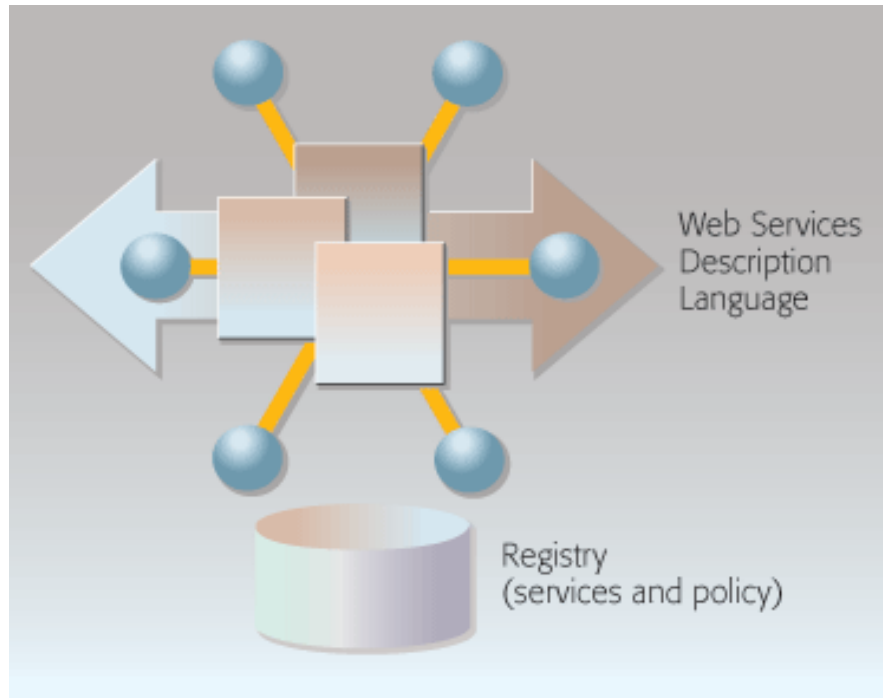 Web Services
Description
Language
Registry
(services and policy)